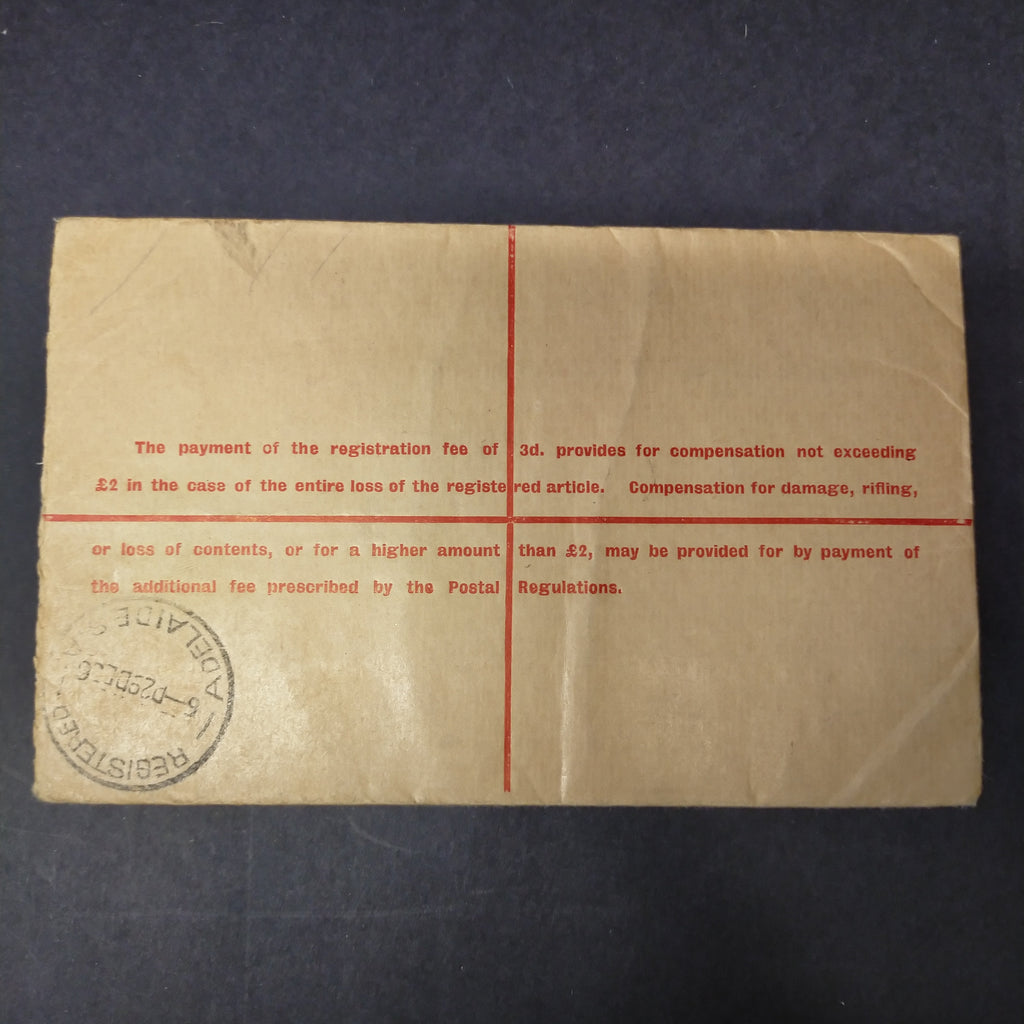 The payment of the registration fee of 3d. provides for compensation not exceeding
£2 in the case of the entire loss of the registered article. Compensation for damage, rifling,
or loss of contents, or for a higher amount than £2, may be provided for by payment of
the additional fee prescribed by the Postal Regulations.
REGISTERED
ADELAIDE S